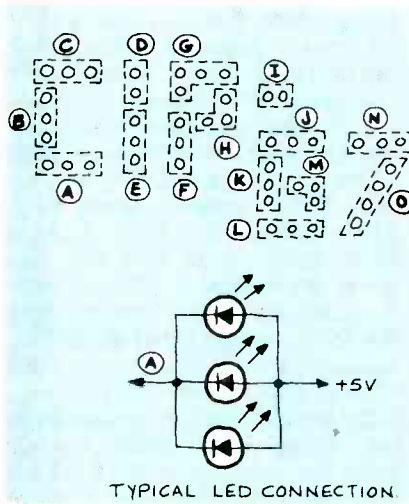 C D G
I
B
J N
H
M
E F K
A O
L
A
+5V
TYPICAL LED CONNECTION